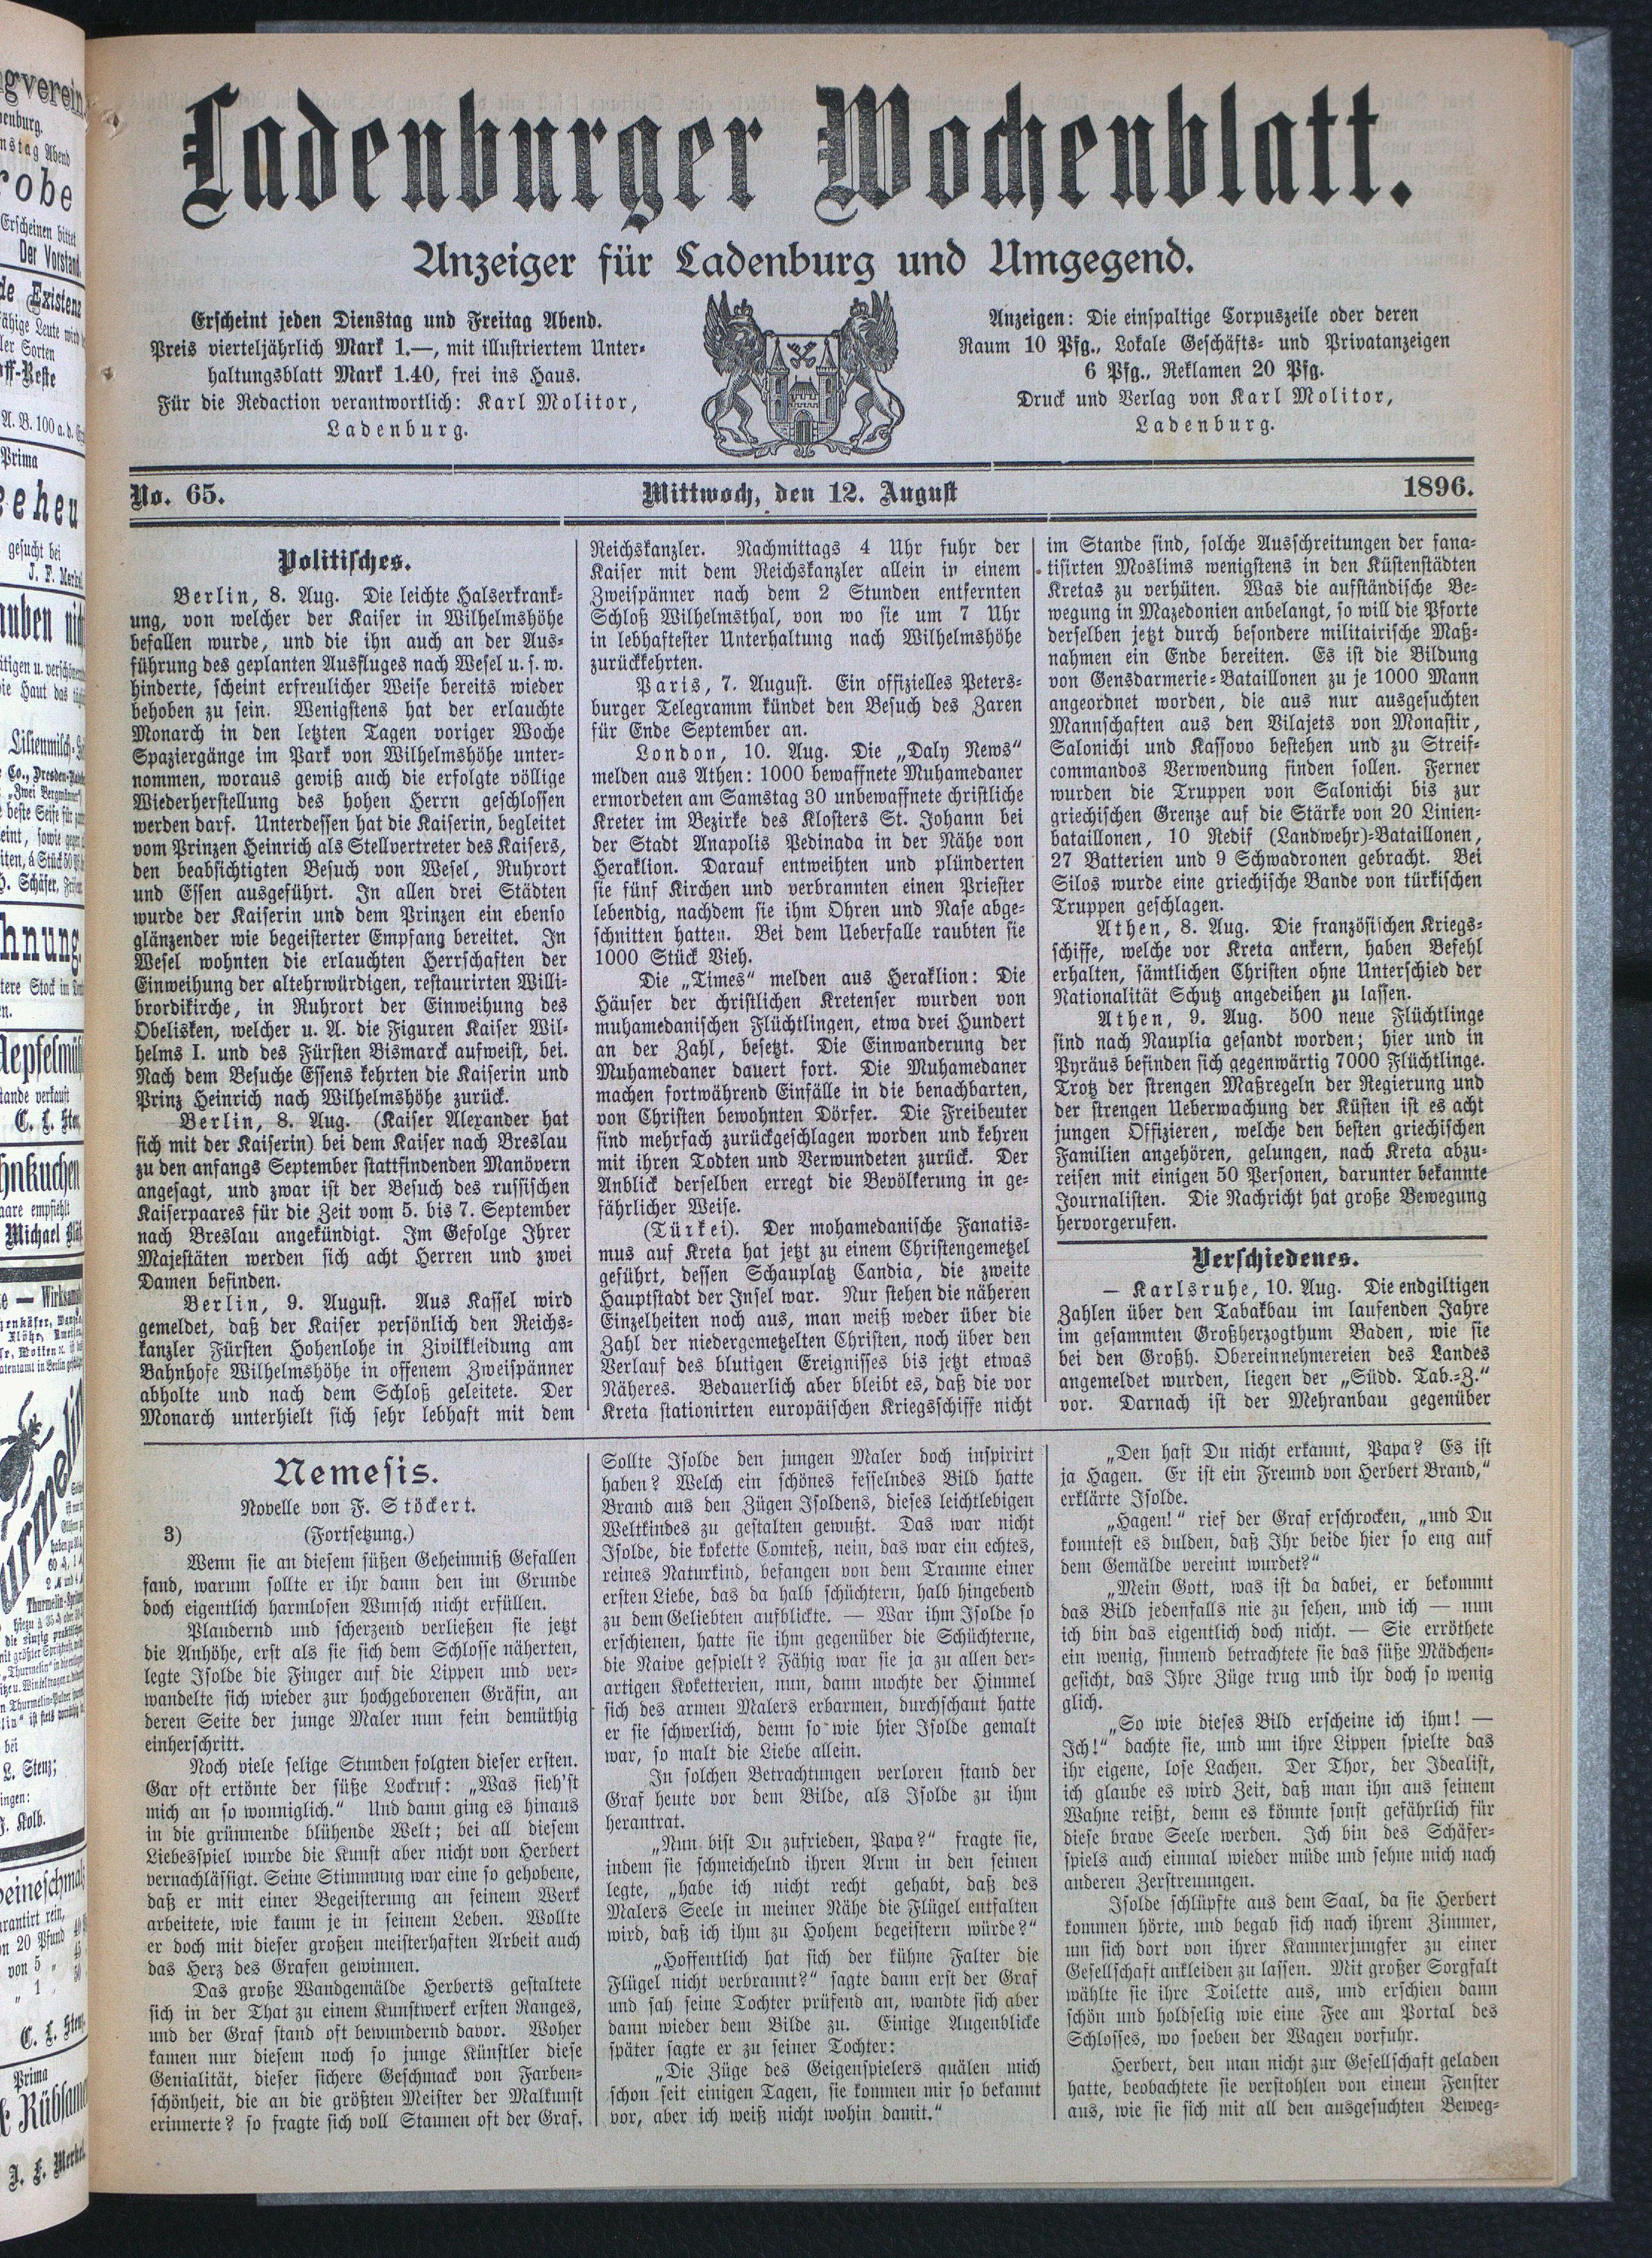 Ladenburger Wochenblatt.
Anzeiger für Ladenburg und Umgegend.
Erscheint jeden Dienstag und Freitag Abend.
Preis vierteljährlich Mark 1.—, mit illustriertem Unter-
haltungsblatt Mark 1.40, frei ins Haus.
Für die Redaction verantwortlich: Karl Molitor,
Ladenburg.
Anzeigen: Die einspaltige Corpuszeile oder deren
Raum 10 Pfg., Lokale Geschäfts- und Privatanzeigen
6 Pfg., Reklamen 20 Pfg.
Druck und Verlag von Karl Molitor,
Ladenburg.
No. 65.
Mittwoch, den 12. August
1896.
Politisches.
Berlin, 8. Aug. Die leichte Halserkrank-
ung, von welcher der Kaiser in Wilhelmshöhe
befallen wurde, und die ihn auch an der Aus-
führung des geplanten Ausfluges nach Wesel u. s. w.
hinderte, scheint erfreulicher Weise bereits wieder
behoben zu sein. Wenigstens hat der erlauchte
Monarch in den letzten Tagen voriger Woche
Spaziergänge im Park von Wilhelmshöhe unter-
nommen, woraus gewiß auch die erfolgte völlige
Wiederherstellung des hohen Herrn geschlossen
werden darf. Unterdessen hat die Kaiserin, begleitet
vom Prinzen Heinrich als Stellvertreter des Kaisers,
den beabsichtigten Besuch von Wesel, Ruhrort
und Essen ausgeführt. In allen drei Städten
wurde der Kaiserin und dem Prinzen ein ebenso
glänzender wie begeisterter Empfang bereitet. In
Wesel wohnten die erlauchten Herrschaften der
Einweihung der altehrwürdigen, restaurirten Willi-
brordikirche, in Ruhrort der Einweihung des
Obelisken, welcher u. A. die Figuren Kaiser Wil-
helms I. und des Fürsten Bismarck aufweist, bei.
Nach dem Besuche Essens kehrten die Kaiserin und
Prinz Heinrich nach Wilhelmshöhe zurück.
Berlin, 8. Aug. (Kaiser Alexander hat
sich mit der Kaiserin) bei dem Kaiser nach Breslau
zu den anfangs September stattfindenden Manövern
angesagt, und zwar ist der Besuch des russischen
Kaiserpaares für die Zeit vom 5. bis 7. September
nach Breslau angekündigt. Im Gefolge Ihrer
Majestäten werden sich acht Herren und zwei
Damen befinden.
Berlin, 9. August. Aus Kassel wird
gemeldet, daß der Kaiser persönlich den Reichs-
kanzler Fürsten Hohenlohe in Zivilkleidung am
Bahnhofe Wilhelmshöhe in offenem Zweispänner
abholte und nach dem Schloß geleitete. Der
Monarch unterhielt sich sehr lebhaft mit dem
Reichskanzler. Nachmittags 4 Uhr fuhr der
Kaiser mit dem Reichskanzler allein in einem
Zweispänner nach dem 2 Stunden entfernten
Schloß Wilhelmsthal, von wo sie um 7 Uhr
in lebhaftester Unterhaltung nach Wilhelmshöhe
zurückkehrten.
Paris, 7. August. Ein offizielles Peters-
burger Telegramm kündet den Besuch des Zaren
für Ende September an.
London, 10. Aug. Die „Daly News“
melden aus Athen: 1000 bewaffnete Muhamedaner
ermordeten am Samstag 30 unbewaffnete christliche
Kreter im Bezirke des Klosters St. Johann bei
der Stadt Anapolis Pedinada in der Nähe von
Heraklion. Darauf entweihten und plünderten
sie fünf Kirchen und verbrannten einen Priester
lebendig, nachdem sie ihm Ohren und Nase abge-
schnitten hatten. Bei dem Ueberfalle raubten sie
1000 Stück Vieh.
Die „Times“ melden aus Heraklion: Die
Häuser der christlichen Kretenser wurden von
muhamedanischen Flüchtlingen, etwa drei Hundert
an der Zahl, besetzt. Die Einwanderung der
Muhamedaner dauert fort. Die Muhamedaner
machen fortwährend Einfälle in die benachbarten,
von Christen bewohnten Dörfer. Die Freibeuter
sind mehrfach zurückgeschlagen worden und kehren
mit ihren Todten und Verwundeten zurück. Der
Anblick derselben erregt die Bevölkerung in ge-
fährlicher Weise.
(Türkei). Der mohamedanische Fanatis-
mus auf Kreta hat jetzt zu einem Christengemetzel
geführt, dessen Schauplatz Candia, die zweite
Hauptstadt der Insel war. Nur stehen die näheren
Einzelheiten noch aus, man weiß weder über die
Zahl der niedergemetzelten Christen, noch über den
Verlauf des blutigen Ereignisses bis jetzt etwas
Näheres. Bedauerlich aber bleibt es, daß die vor
Kreta stationirten europäischen Kriegsschiffe nicht
im Stande sind, solche Ausschreitungen der fana-
tisirten Moslims wenigstens in den Küstenstädten
Kretas zu verhüten. Was die aufständische Be-
wegung in Mazedonien anbelangt, so will die Pforte
derselben jetzt durch besondere militairische Maß-
nahmen ein Ende bereiten. Es ist die Bildung
von Gensdarmerie-Bataillonen zu je 1000 Mann
angeordnet worden, die aus nur ausgesuchten
Mannschaften aus den Vilajets von Monastir,
Salonichi und Kassovo bestehen und zu Streif-
commandos Verwendung finden sollen. Ferner
wurden die Truppen von Salonichi bis zur
griechischen Grenze auf die Stärke von 20 Linien-
bataillonen, 10 Redif (Landwehr)-Bataillonen,
27 Batterien und 9 Schwadronen gebracht. Bei
Silos wurde eine griechische Bande von türkischen
Truppen geschlagen.
Athen, 8. Aug. Die französischen Kriegs-
schiffe, welche vor Kreta ankern, haben Befehl
erhalten, sämtlichen Christen ohne Unterschied der
Nationalität Schutz angedeihen zu lassen.
Athen, 9. Aug. 500 neue Flüchtlinge
sind nach Nauplia gesandt worden; hier und in
Pyräus befinden sich gegenwärtig 7000 Flüchtlinge.
Trotz der strengen Maßregeln der Regierung und
der strengen Ueberwachung der Küsten ist es acht
jungen Offizieren, welche den besten griechischen
Familien angehören, gelungen, nach Kreta abzu-
reisen mit einigen 50 Personen, darunter bekannte
Journalisten. Die Nachricht hat große Bewegung
hervorgerufen.
Verschiedenes.
— Karlsruhe, 10. Aug. Die endgiltigen
Zahlen über den Tabakbau im laufenden Jahre
im gesammten Großherzogthum Baden, wie sie
bei den Großh. Obereinnehmereien des Landes
angemeldet wurden, liegen der „Südd. Tab.-Z.“
vor. Darnach ist der Mehranbau gegenüber
Nemesis.
Novelle von F. Stöckert.
3)
(Fortsetzung.)
Wenn sie an diesem süßen Geheimniß Gefallen
fand, warum sollte er ihr dann den im Grunde
doch eigentlich harmlosen Wunsch nicht erfüllen.
Plaudernd und scherzend verließen sie jetzt
die Anhöhe, erst als sie sich dem Schlosse näherten,
legte Isolde die Finger auf die Lippen und ver-
wandelte sich wieder zur hochgeborenen Gräfin, an
deren Seite der junge Maler nun fein demüthig
einherschritt.
Noch viele selige Stunden folgten dieser ersten.
Gar oft ertönte der süße Lockruf: „Was sieh'st
mich an so wonniglich.“ Und dann ging es hinaus
in die grünnende blühende Welt; bei all diesem
Liebesspiel wurde die Kunst aber nicht von Herbert
vernachlässigt. Seine Stimmung war eine so gehobene,
daß er mit einer Begeisterung an seinem Werk
arbeitete, wie kaum je in seinem Leben. Wollte
er doch mit dieser großen meisterhaften Arbeit auch
das Herz des Grafen gewinnen.
Das große Wandgemälde Herberts gestaltete
sich in der That zu einem Kunstwerk ersten Ranges,
und der Graf stand oft bewundernd davor. Woher
kamen nur diesem noch so junge Künstler diese
Genialität, dieser sichere Geschmack von Farben-
schönheit, die an die größten Meister der Malkunst
erinnerte? so fragte sich voll Staunen oft der Graf.
Sollte Isolde den jungen Maler doch inspirirt
haben? Welch ein schönes fesselndes Bild hatte
Brand aus den Zügen Isoldens, dieses leichtlebigen
Weltkindes zu gestalten gewußt. Das war nicht
Isolde, die kokette Comteß, nein, das war ein echtes,
reines Naturkind, befangen von dem Traume einer
ersten Liebe, das da halb schüchtern, halb hingebend
zu dem Geliebten aufblickte. — War ihm Isolde so
erschienen, hatte sie ihm gegenüber die Schüchterne,
die Naive gespielt? Fähig war sie ja zu allen der-
artigen Koketterien, nun, dann mochte der Himmel
sich des armen Malers erbarmen, durchschaut hatte
er sie schwerlich, denn so wie hier Isolde gemalt
war, so malt die Liebe allein.
In solchen Betrachtungen verloren stand der
Graf heute vor dem Bilde, als Isolde zu ihm
herantrat.
„Nun bist Du zufrieden, Papa?“ fragte sie,
indem sie schmeichelnd ihren Arm in den seinen
legte, „habe ich nicht recht gehabt, daß des
Malers Seele in meiner Nähe die Flügel entfalten
wird, daß ich ihm zu Hohem begeistern würde?“
„Hoffentlich hat sich der kühne Falter die
Flügel nicht verbrannt?“ sagte dann erst der Graf
und sah seine Tochter prüfend an, wandte sich aber
dann wieder dem Bilde zu. Einige Augenblicke
später sagte er zu seiner Tochter:
„Die Züge des Geigenspielers quälen mich
schon seit einigen Tagen, sie kommen mir so bekannt
vor, aber ich weiß nicht wohin damit.“
„Den hast Du nicht erkannt, Papa? Es ist
ja Hagen. Er ist ein Freund von Herbert Brand,“
erklärte Isolde.
„Hagen!“ rief der Graf erschrocken, „und Du
konntest es dulden, daß Ihr beide hier so eng auf
dem Gemälde vereint wurdet?“
„Mein Gott, was ist da dabei, er bekommt
das Bild jedenfalls nie zu sehen, und ich — nun
ich bin das eigentlich doch nicht. — Sie erröthete
ein wenig, sinnend betrachtete sie das süße Mädchen-
gesicht, das Ihre Züge trug und ihr doch so wenig
glich.
„So wie dieses Bild erscheine ich ihm! —
Ich!“ dachte sie, und um ihre Lippen spielte das
ihr eigene, lose Lachen. Der Thor, der Idealist,
ich glaube es wird Zeit, daß man ihn aus seinem
Wahne reißt, denn es könnte sonst gefährlich für
diese brave Seele werden. Ich bin des Schäfer-
spiels auch einmal wieder müde und sehne mich nach
anderen Zerstreuungen.
Isolde schlüpfte aus dem Saal, da sie Herbert
kommen hörte, und begab sich nach ihrem Zimmer,
um sich dort von ihrer Kammerjungfer zu einer
Gesellschaft ankleiden zu lassen. Mit großer Sorgfalt
wählte sie ihre Toilette aus, und erschien dann
schön und holdselig wie eine Fee am Portal des
Schlosses, wo soeben der Wagen vorfuhr.
Herbert, den man nicht zur Gesellschaft geladen
hatte, beobachtete sie verstohlen von einem Fenster
aus, wie sie sich mit all den ausgesuchten Beweg-